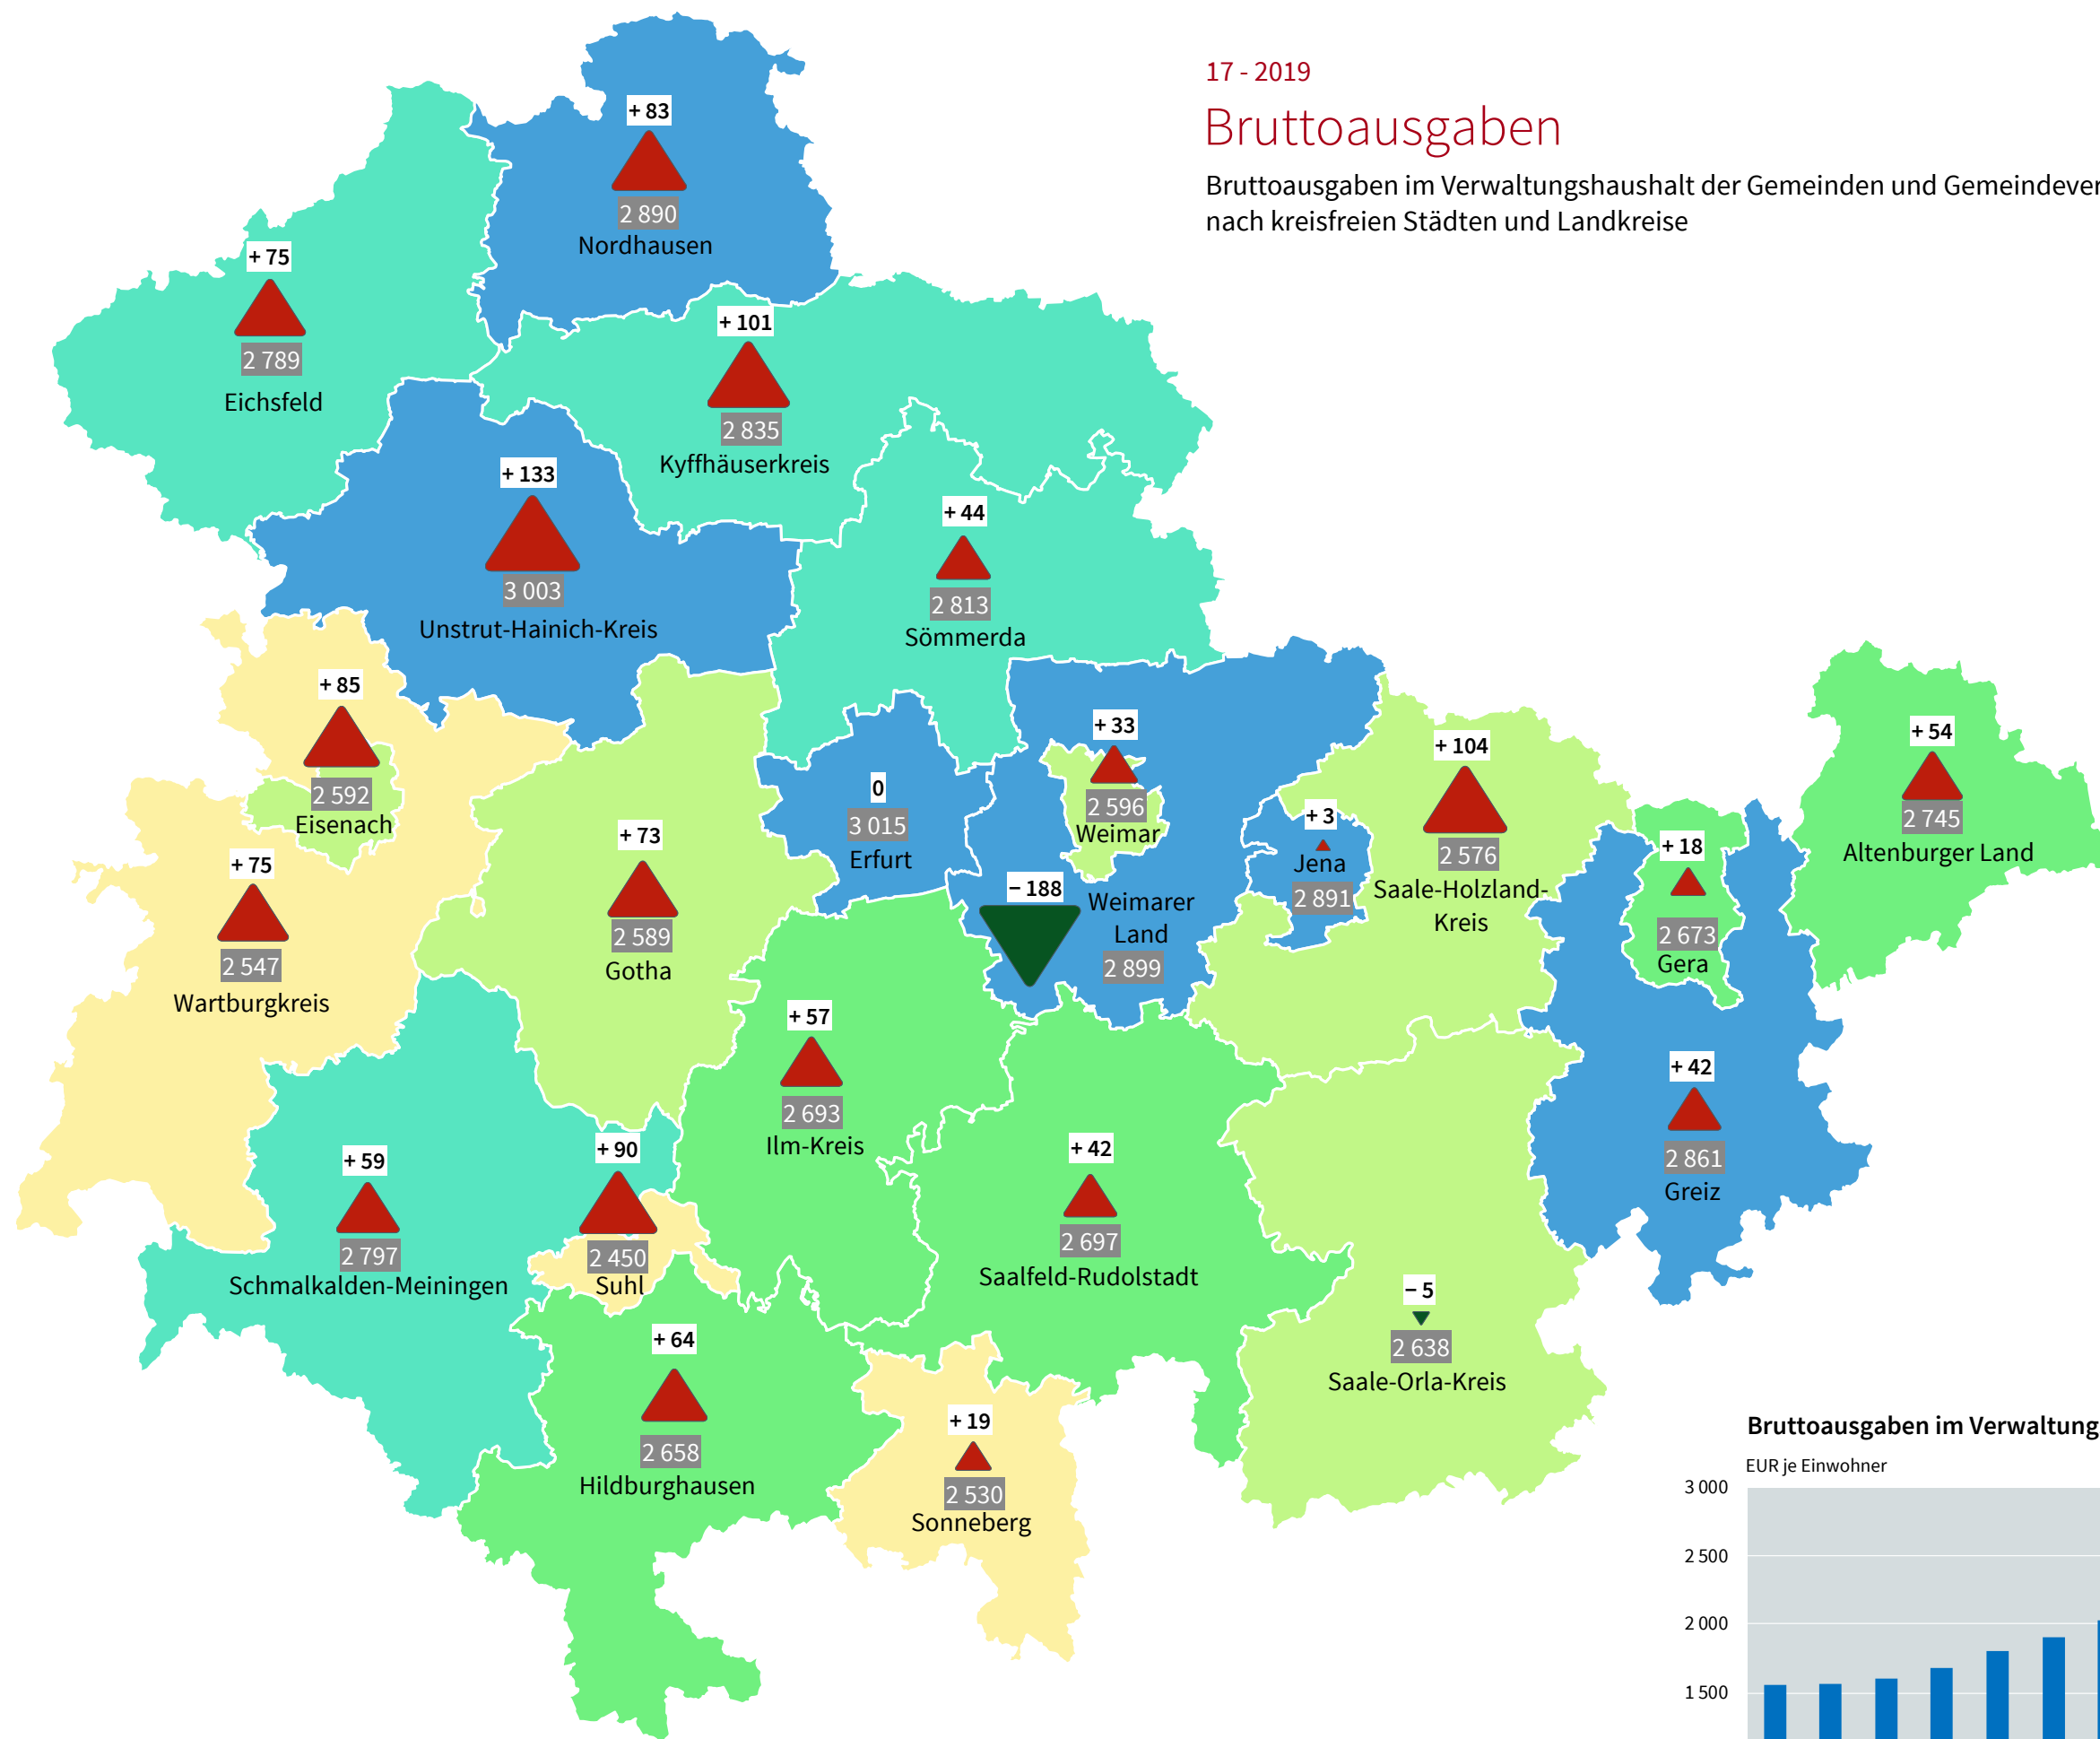 17 - 2019
Bruttoausgaben
Bruttoausgaben im Verwaltungshaushalt der Gemeinden und Gemeindever
nach kreisfreien Städten und Landkreise
+ 83
2 890
Nordhausen
+ 75
2 789
Eichsfeld
+ 101
2 835
Kyffhäuserkreis
+ 133
3 003
Unstrut-Hainich-Kreis
+ 44
2 813
Sömmerda
+ 85
2 592
Eisenach
+ 75
2 547
Wartburgkreis
+ 73
2 589
Gotha
0
3 015
Erfurt
+ 33
2 596
Weimar
− 188
Weimarer
Land
2 899
+ 3
Jena
2 891
+ 104
2 576
Saale-Holzland-
Kreis
+ 18
2 673
Gera
+ 54
2 745
Altenburger Land
+ 57
2 693
Ilm-Kreis
+ 42
2 861
Greiz
+ 59
2 797
Schmalkalden-Meiningen
+ 90
2 450
Suhl
+ 42
2 697
Saalfeld-Rudolstadt
− 5
2 638
Saale-Orla-Kreis
+ 64
2 658
Hildburghausen
+ 19
2 530
Sonneberg
Bruttoausgaben im Verwaltung
EUR je Einwohner
3 000
2 500
2 000
1 500